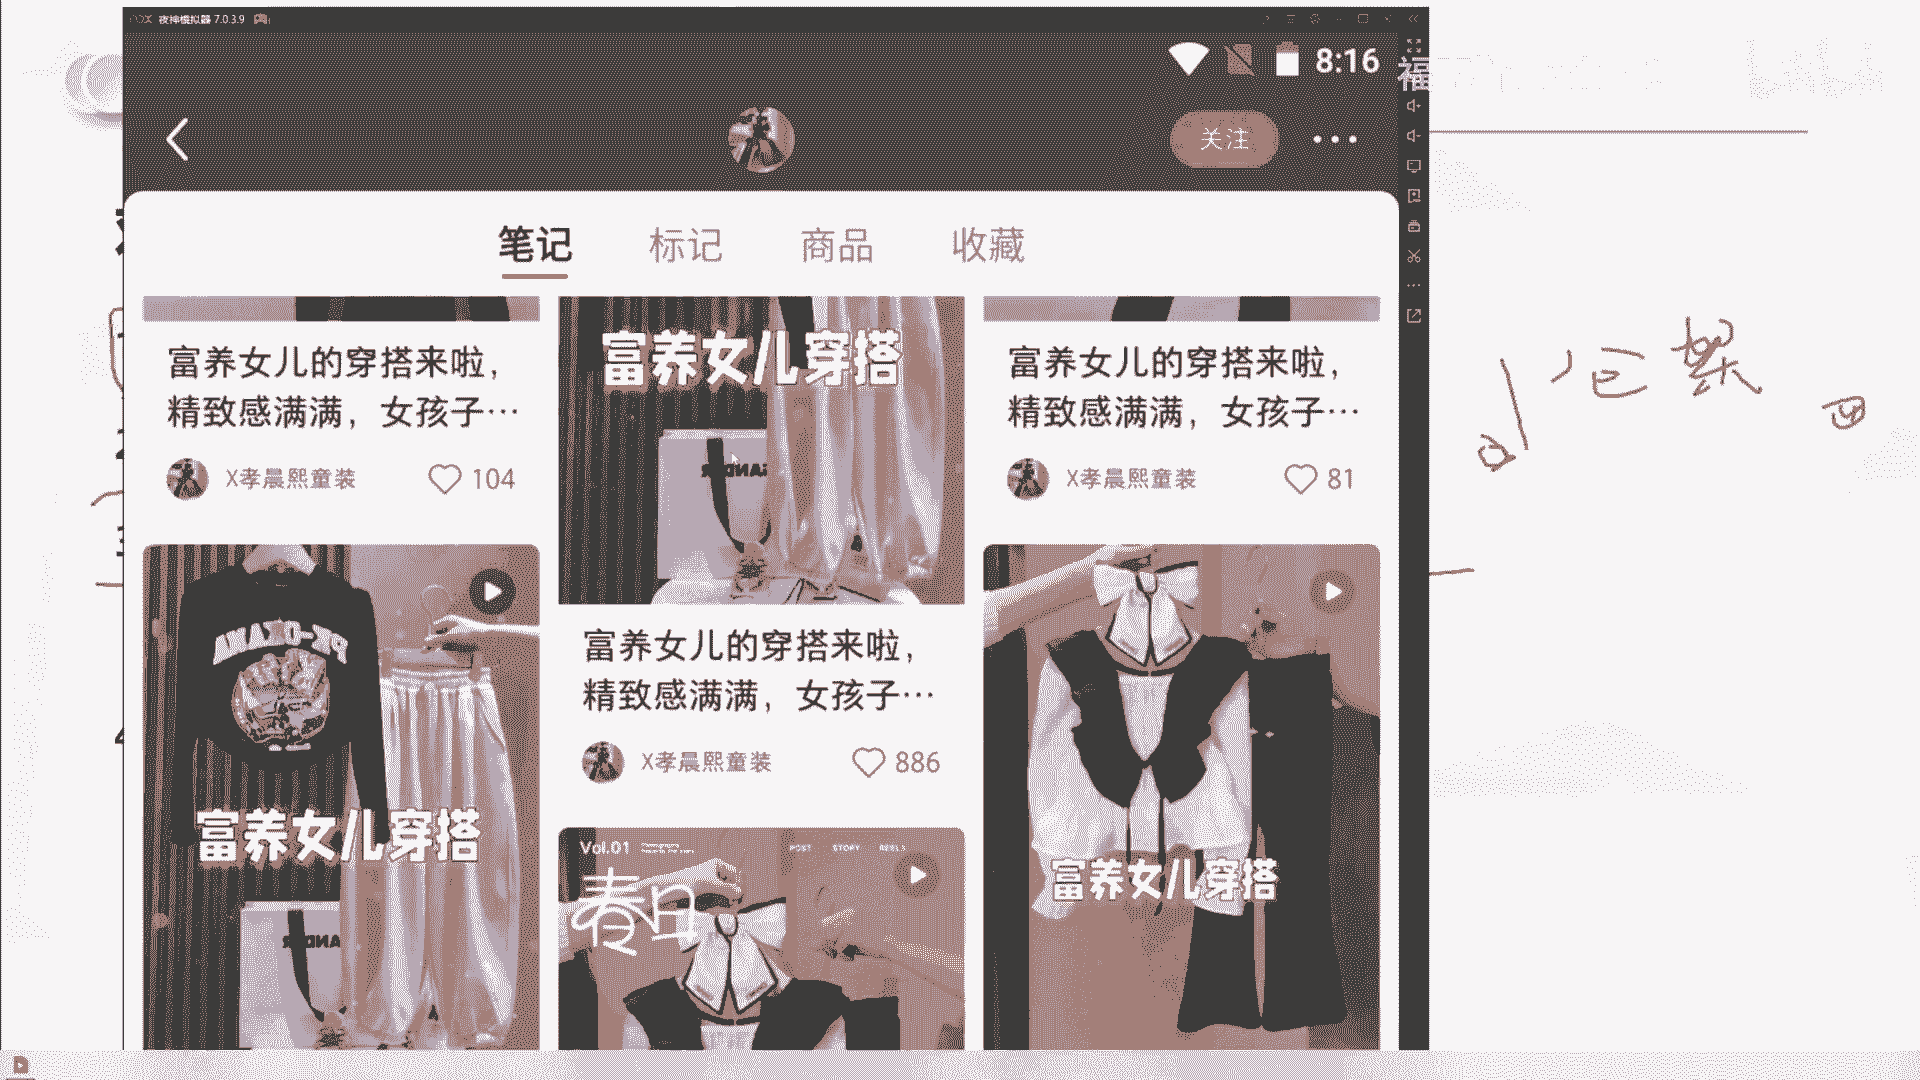 夜神模拟器 7.0.3.9
8:16
福
关注
笔记
标记
商品
收藏
富养女儿的穿搭来啦，
精致感满满，女孩子…
X孝晨熙童装
104
富养女儿穿搭
富养女儿的穿搭来啦，
精致感满满，女孩子…
X孝晨熙童装
886
富养女儿的穿搭来啦，
精致感满满，女孩子…
X孝晨熙童装
81
富养女儿穿搭
Vol.01
POST
STORY
REELS
春日
富养女儿穿搭